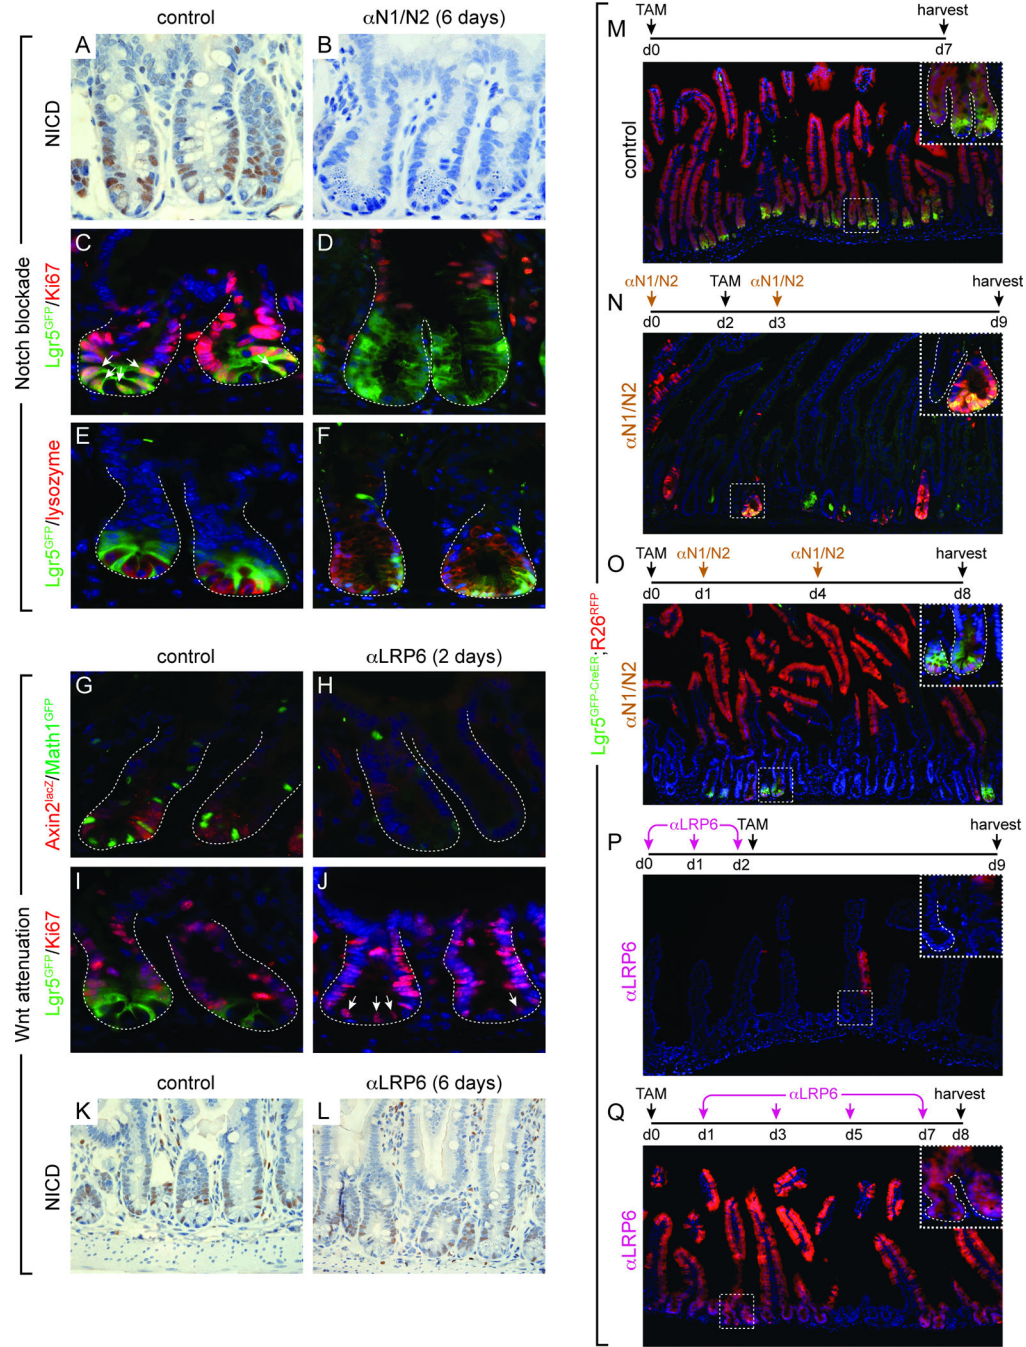 control
αN1/N2 (6 days)
Notch blockade
NICD
A
B
Lgr5GFP/Ki67
C
D
Lgr5GFP/lysozyme
E
F
control
αLRP6 (2 days)
Wnt attenuation
Axin2lacZ/Math1GFP
G
H
Lgr5GFP/Ki67
I
J
control
αLRP6 (6 days)
NICD
K
L
Lgr5GFP-CreER;R26RFP
M
TAM
harvest
d0
d7
control
N
αN1/N2
TAM
αN1/N2
harvest
d0
d2
d3
d9
αN1/N2
O
TAM
αN1/N2
αN1/N2
harvest
d0
d1
d4
d8
αN1/N2
P
αLRP6
TAM
harvest
d0
d1
d2
d9
αLRP6
Q
TAM
αLRP6
harvest
d0
d1
d3
d5
d7
d8
αLRP6